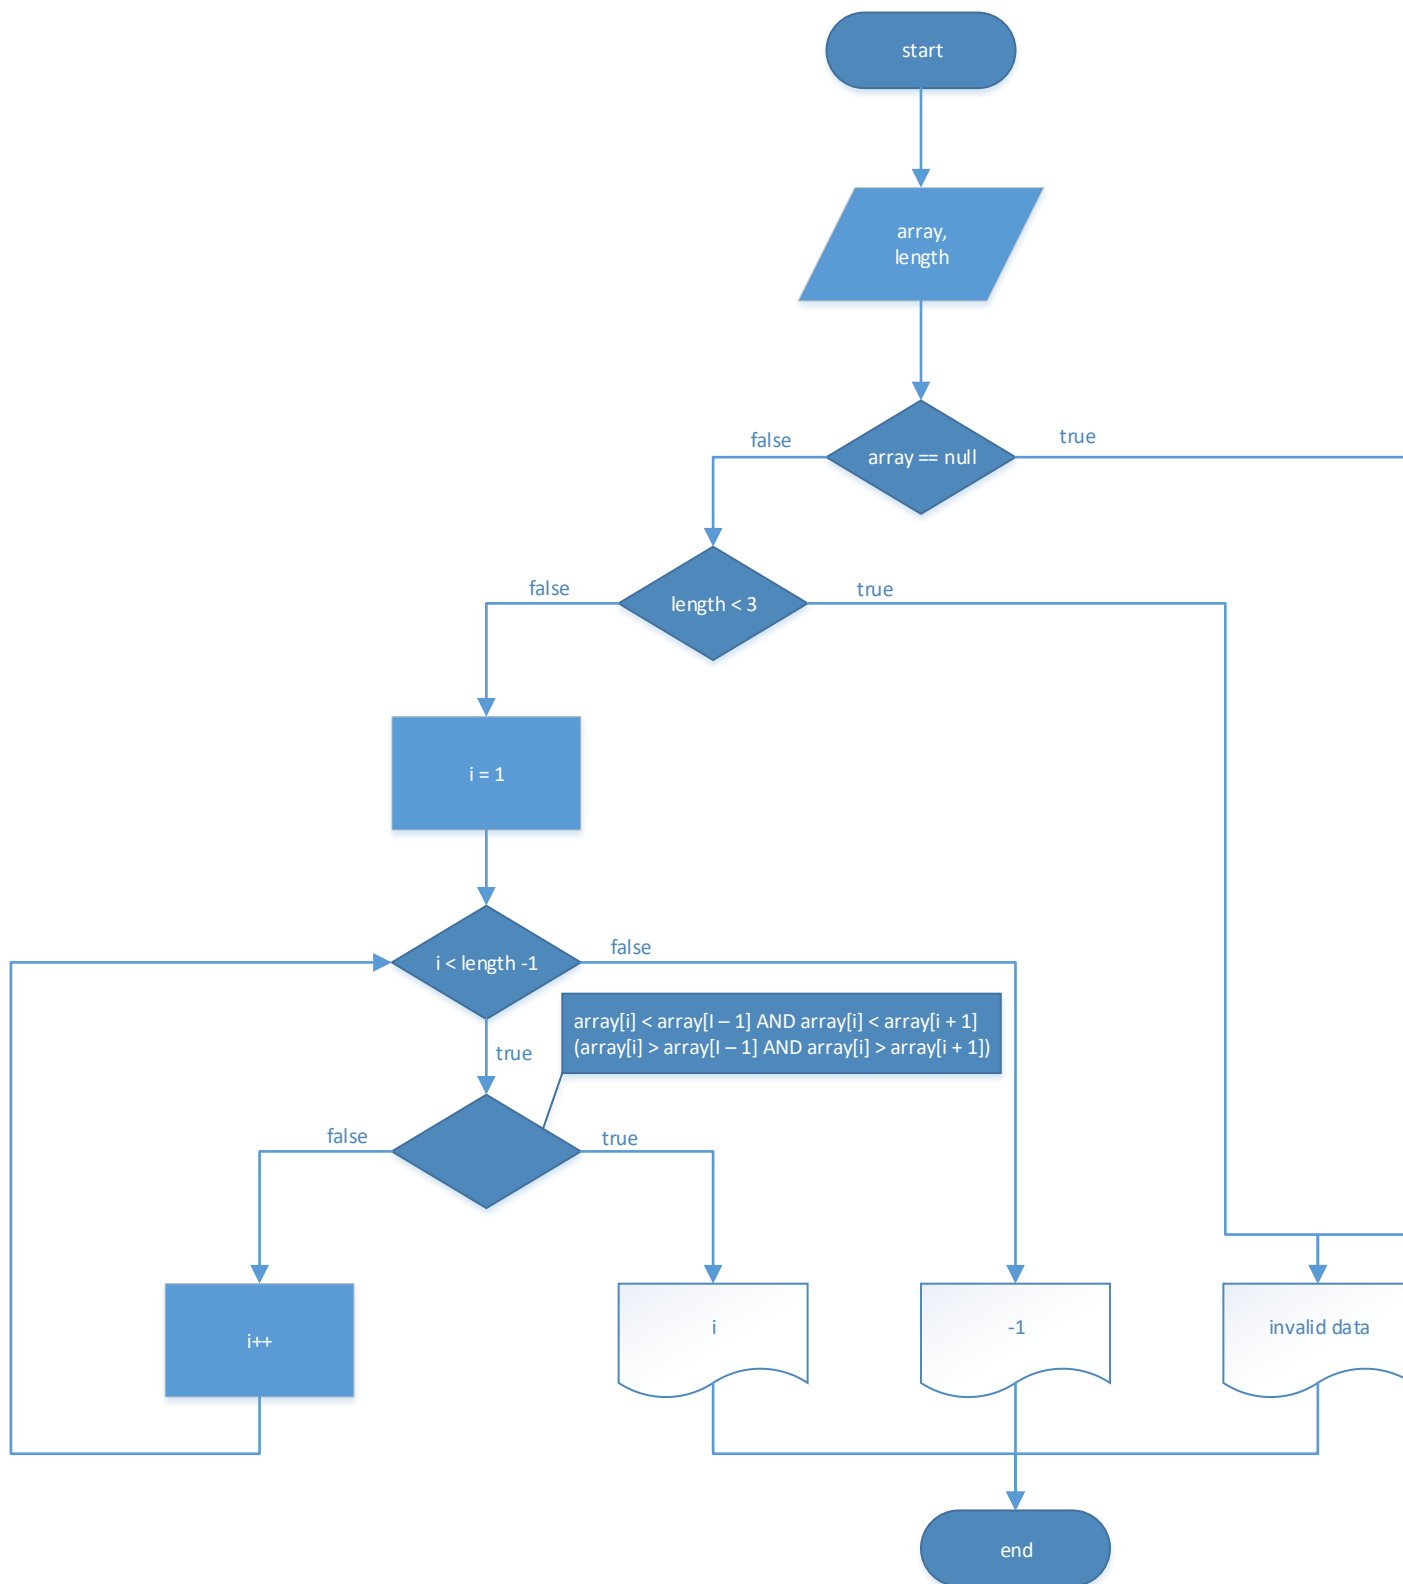 start
array,
length
array == null
false
true
length < 3
false
true
i = 1
i < length -1
false
true
array[i] < array[I – 1] AND array[i] < array[i + 1]
(array[i] > array[I – 1] AND array[i] > array[i + 1])
false
true
i++
i
-1
invalid data
end